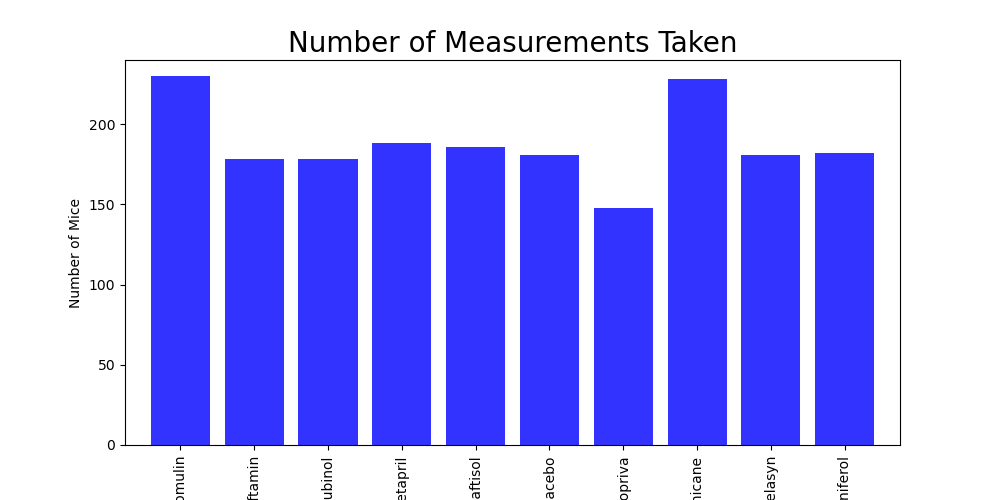 Number of Measurements Taken
Number of Mice
200
150
100
50
0
omulin
ftamin
ubinol
etapril
aftisol
acebo
opriva
nicane
elasyn
niferol